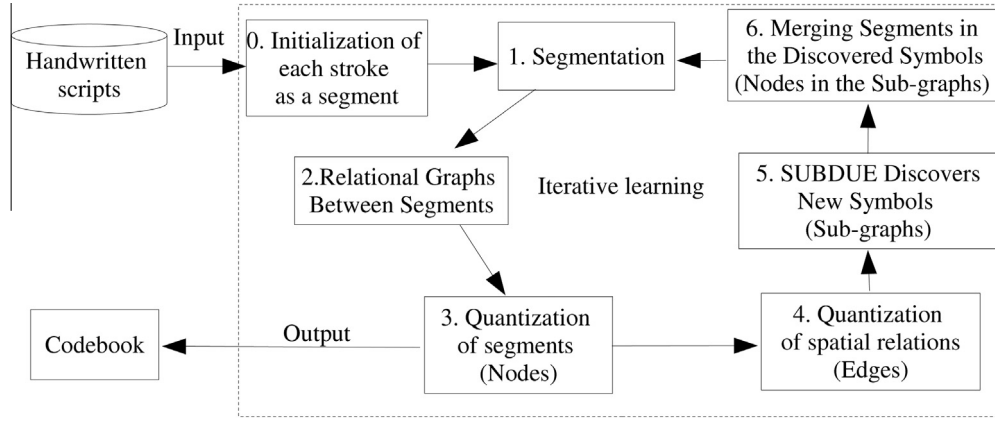 Handwritten
scripts
Input
0. Initialization of
each stroke
as a segment
1. Segmentation
6. Merging Segments in
the Discovered Symbols
(Nodes in the Sub-graphs)
2.Relational Graphs
Between Segments
Iterative learning
5. SUBDUE Discovers
New Symbols
(Sub-graphs)
Codebook
Output
3. Quantization
of segments
(Nodes)
4. Quantization
of spatial relations
(Edges)